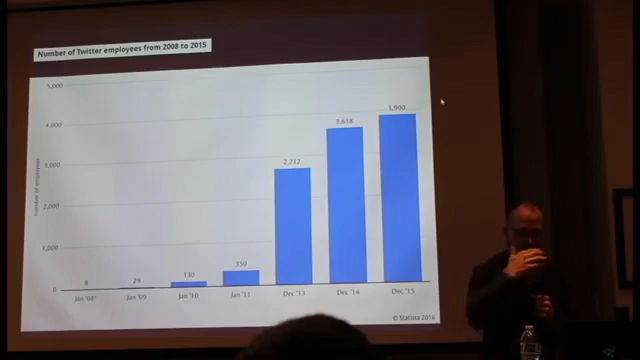 Number of Twitter employees from 2008 to 2015
5,000
4,000
3,000
2,000
1,000
0
Number of employees
8
29
130
350
2,712
3,638
3,900
Jan '08*
Jan '09
Jan '10
Jan '11
Dec '13
Dec '14
Dec '15
© Statista 2016